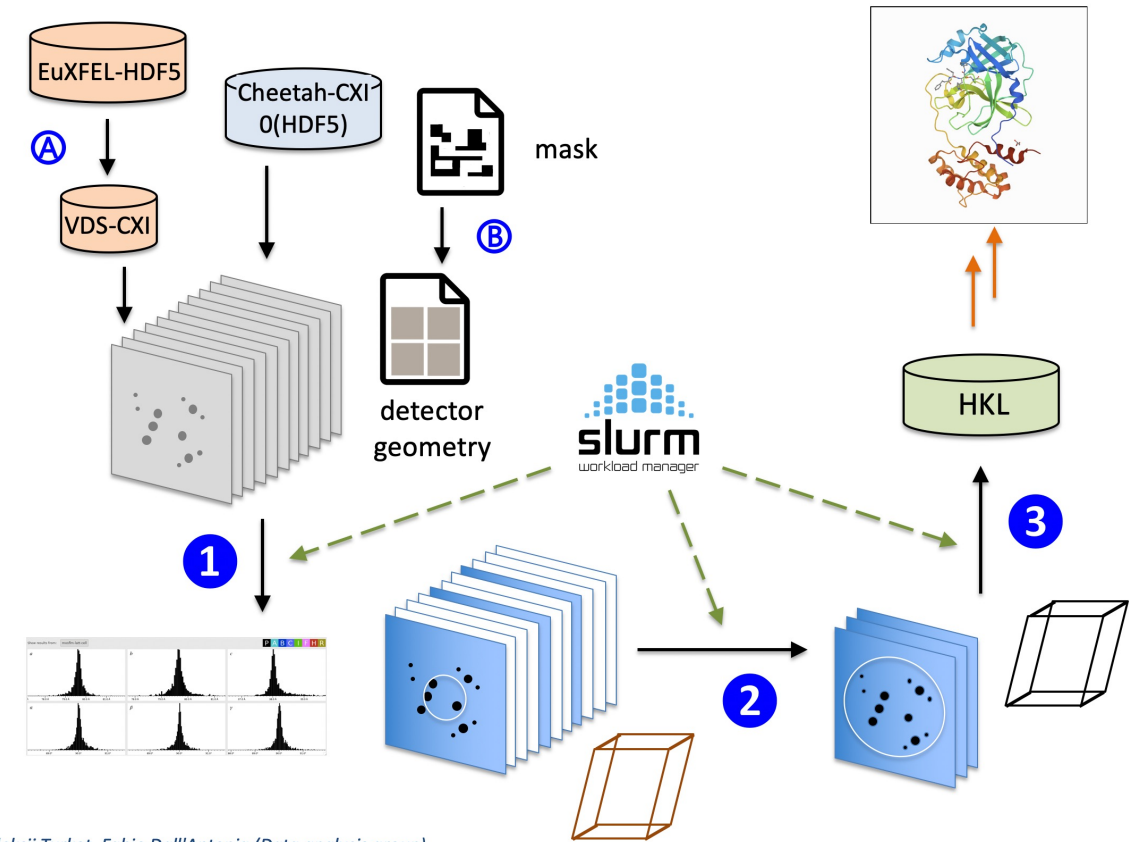 EuXFEL-HDF5
Cheetah-CXI
0(HDF5)
mask
A
VDS-CXI
B
detector
geometry
slurm
workload manager
HKL
1
3
P A B C I F H R
a b c
2